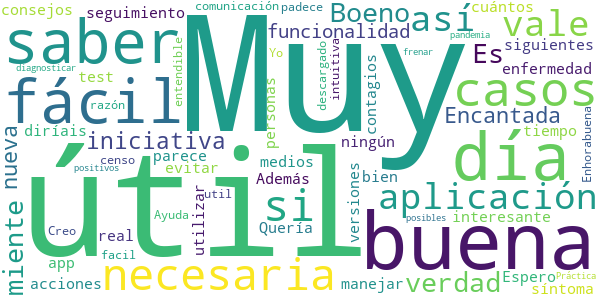 consejos
seguimiento
comunicación
padece
cuántos
saber
Muy
Boeno
así
vale
funcionalidad
Yo
frenar
pandemia
Es
siguientes
diagnosticar
test
entendible
personas
descargado
intuitiva
contagios
enfermedad
fácil
razón
casos
diríais
iniciativa
ningún
Encantada
tiempo
Enhorabuena
miente
nueva
censo
parece
medios
bien
día
positivos
evitar
Además
versiones
útil
si
aplicación
Creo
real
Ayuda
util
utilizar
Quería
buena
posibles
interesante
app
facil
necesaria
manejar
verdad
Espero
Práctica
acciones
síntoma